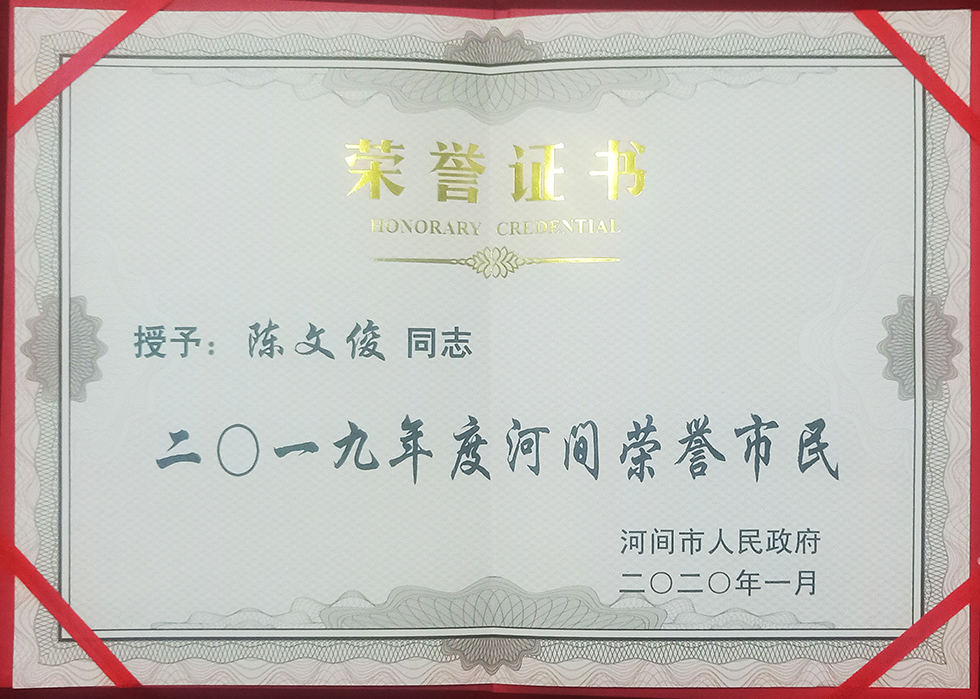 荣誉证书
HONORARY CREDENTIAL
授予：陈文俊 同志
二〇一九年度河间荣誉市民
河间市人民政府
二〇二〇年一月